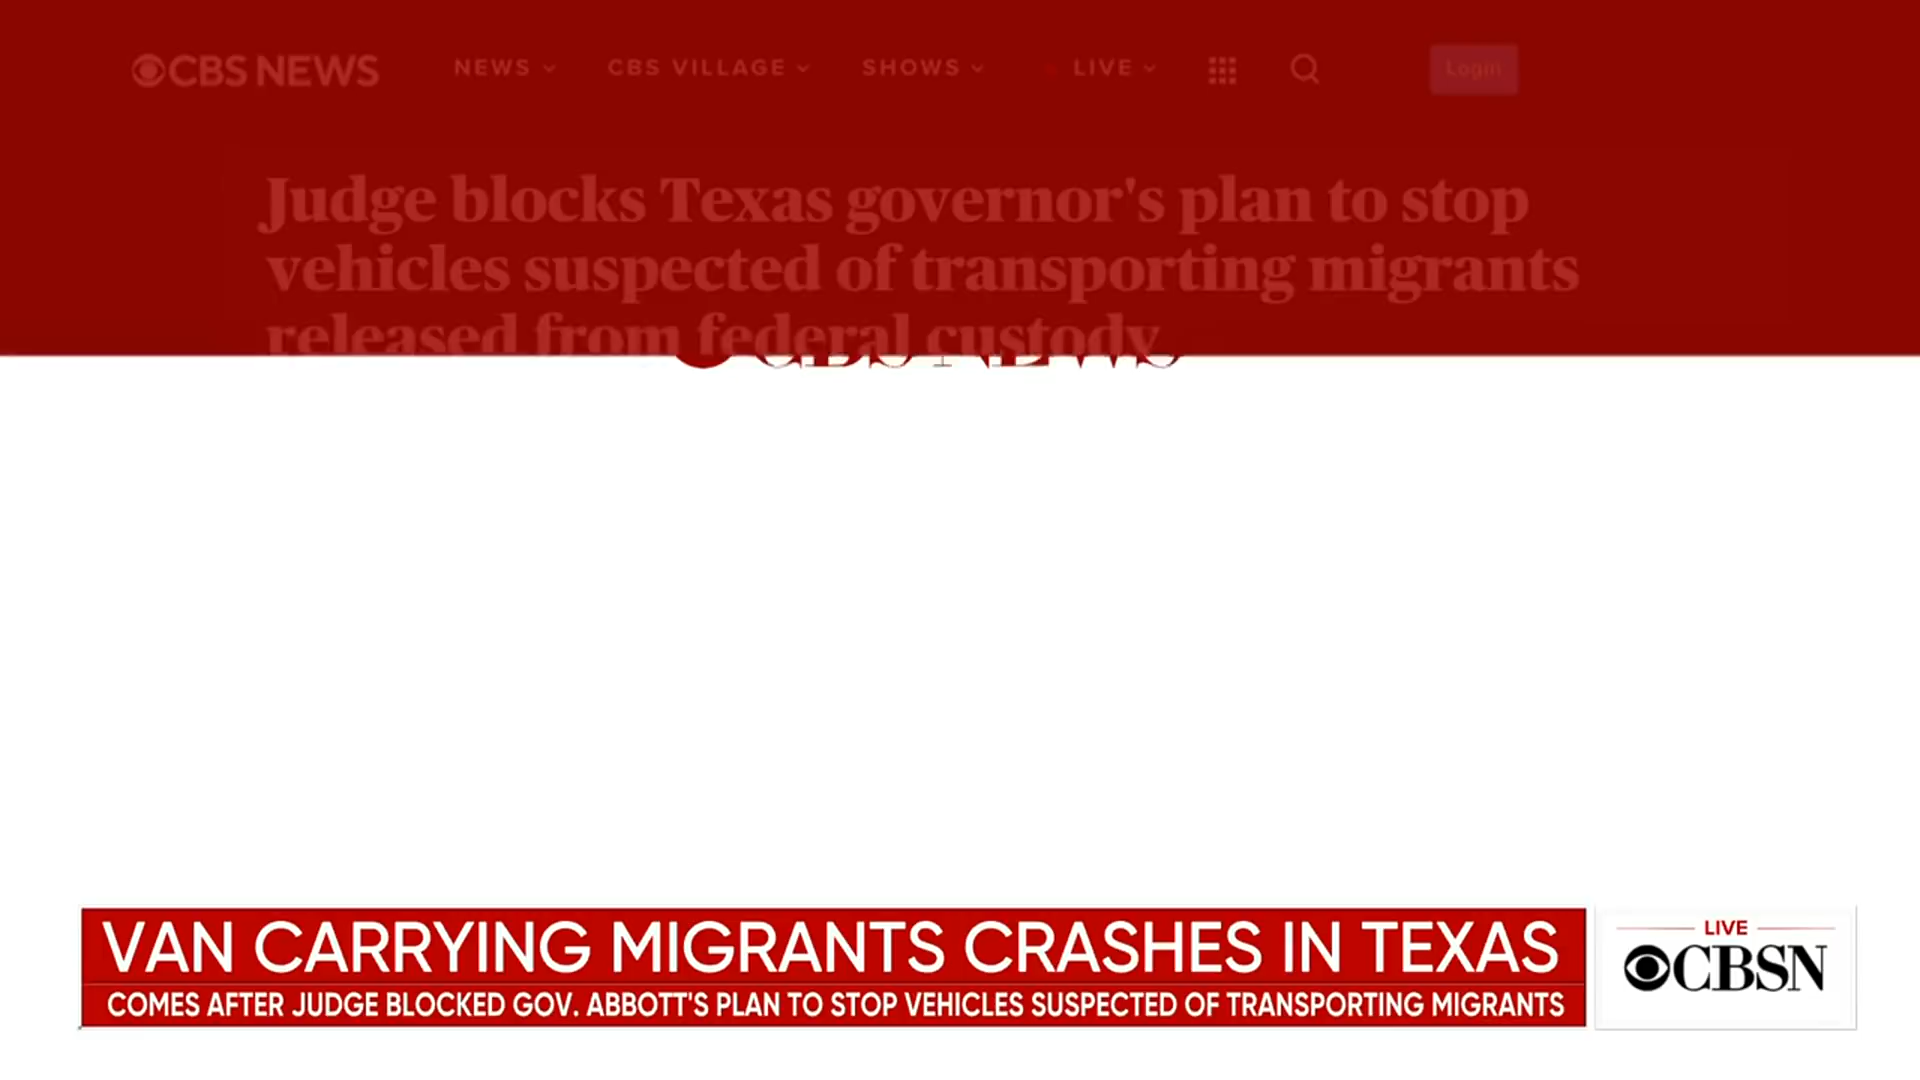 CBS NEWS NEWS CBS VILLAGE SHOWS LIVE Login
Judge blocks Texas governor's plan to stop
vehicles suspected of transporting migrants
released from federal custody
CBS NEWS
VAN CARRYING MIGRANTS CRASHES IN TEXAS
COMES AFTER JUDGE BLOCKED GOV. ABBOTT'S PLAN TO STOP VEHICLES SUSPECTED OF TRANSPORTING MIGRANTS
LIVE
CBSN